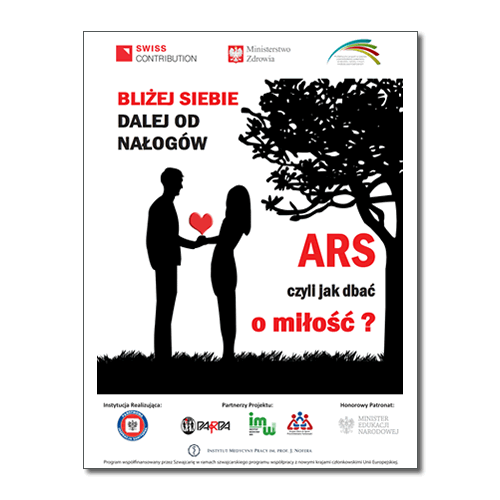 SWISS
CONTRIBUTION
Ministerstwo
Zdrowia
BLIŻEJ SIEBIE
DALEJ OD
NAŁOGÓW
ARS
czyli jak dbać
o miłość ?
Instytucja Realizująca:
Partnerzy Projektu:
Honorowy Patronat:
PARPA
imw
MINISTER
EDUKACJI
NARODOWEJ
INSTYTUT MEDYCYNY PRACY IM. PROF. J. NOFERA
Program współfinansowany przez Szwajcarię w ramach szwajcarskiego programu współpracy z nowymi krajami członkowskimi Unii Europejskiej.